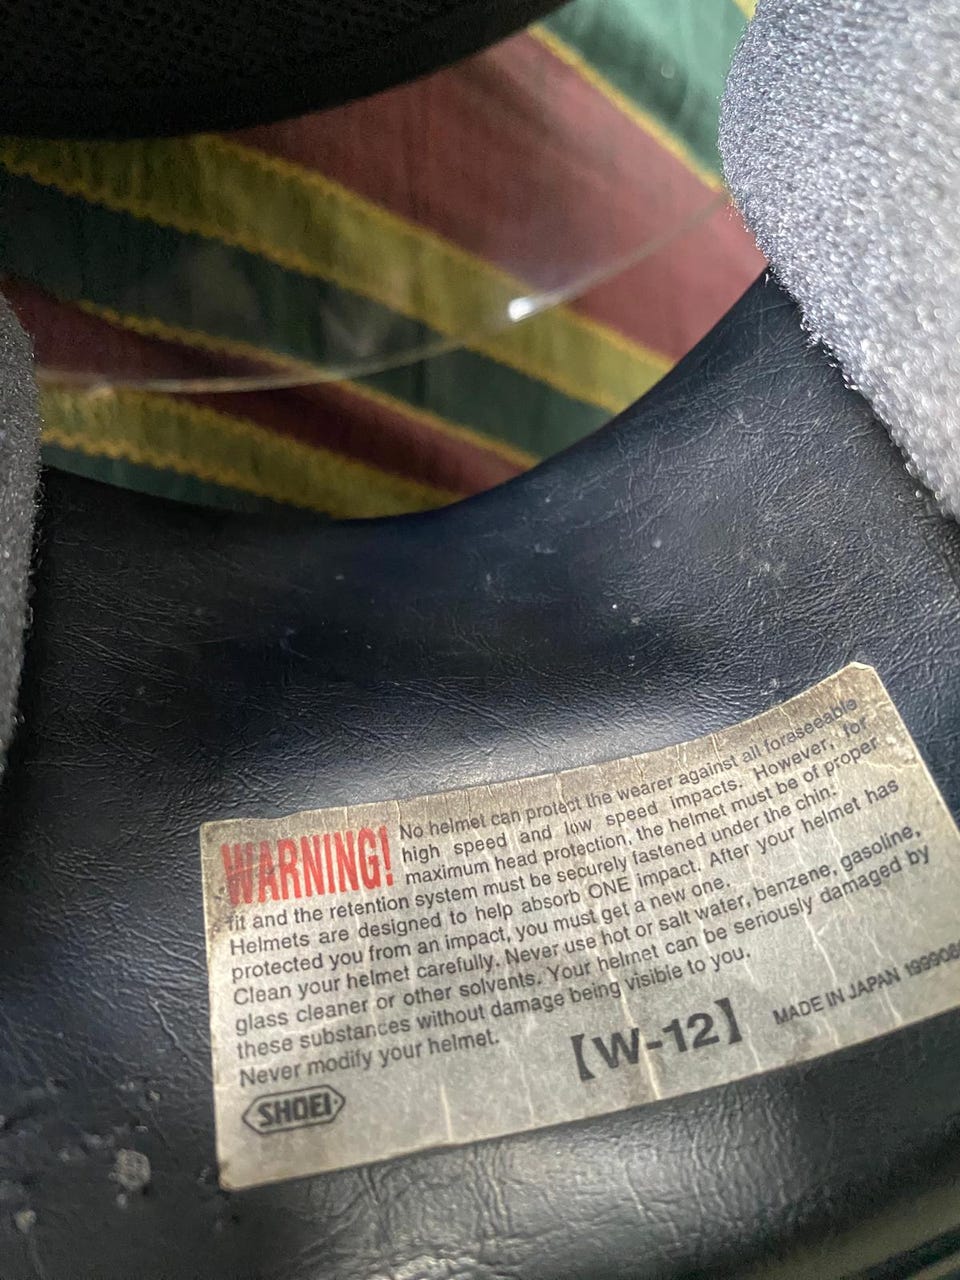 WARNING! No helmet can protect the wearer against all foraseeable
high speed and low speed impacts. However, for
maximum head protection, the helmet must be of proper
fit and the retention system must be securely fastened under the chin.
Helmets are designed to help absorb ONE impact. After your helmet has
protected you from an impact, you must get a new one.
Clean your helmet carefully. Never use hot or salt water, benzene, gasoline,
glass cleaner or other solvents. Your helmet can be seriously damaged by
these substances without damage being visible to you.
Never modify your helmet.
【W-12】
MADE IN JAPAN
SHOEI